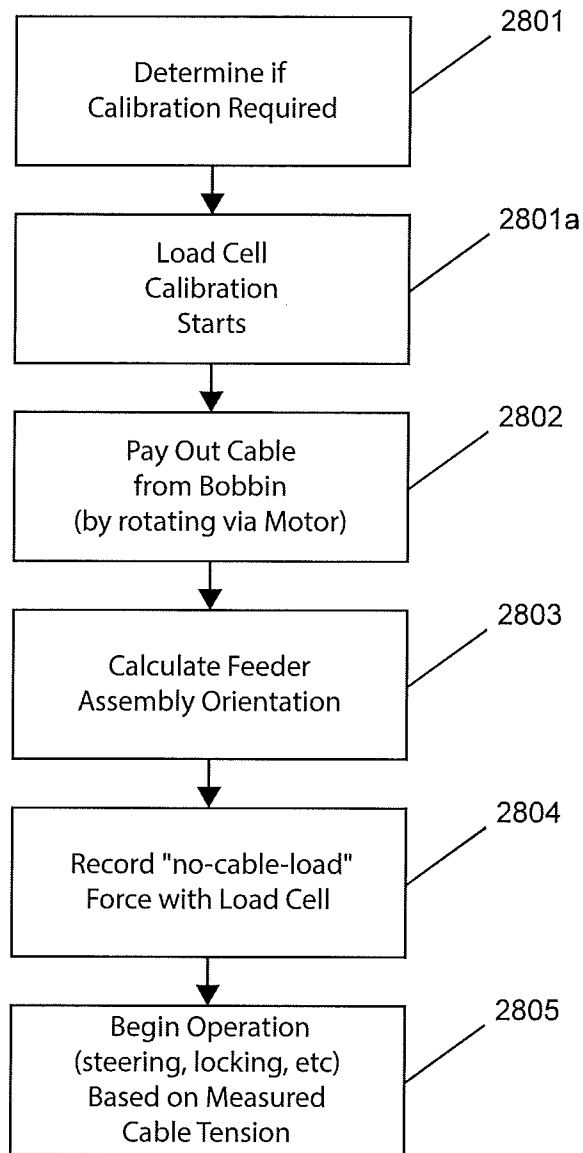 2801
Determine if
Calibration Required
2801a
Load Cell
Calibration
Starts
2802
Pay Out Cable
from Bobbin
(by rotating via Motor)
2803
Calculate Feeder
Assembly Orientation
2804
Record "no-cable-load"
Force with Load Cell
2805
Begin Operation
(steering, locking, etc)
Based on Measured
Cable Tension